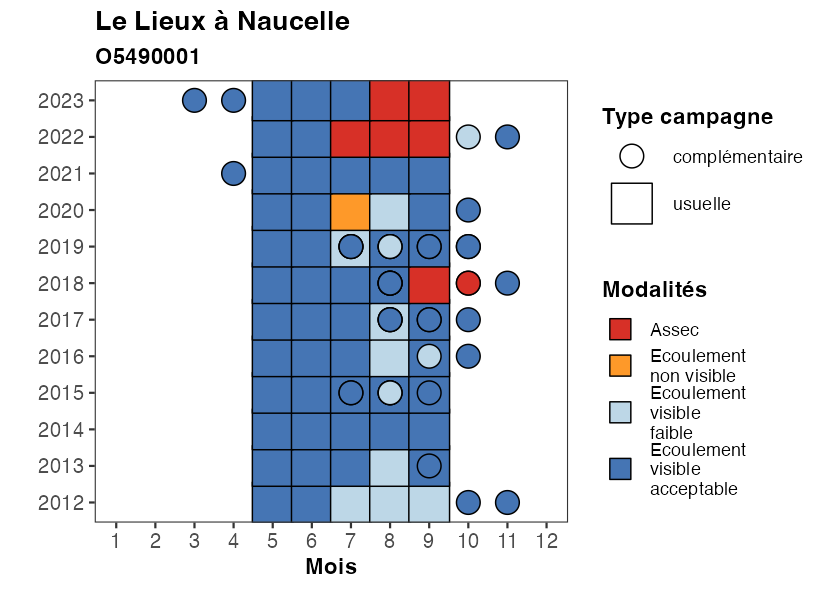 Le Lieux à Naucelle
O5490001
2023
2022
2021
2020
2019
2018
2017
2016
2015
2014
2013
2012
1 2 3 4 5 6 7 8 9 10 11 12
Mois
Type campagne
complémentaire
usuelle
Modalités
Assec
Ecoulement
non visible
Ecoulement
visible
faible
Ecoulement
visible
acceptable